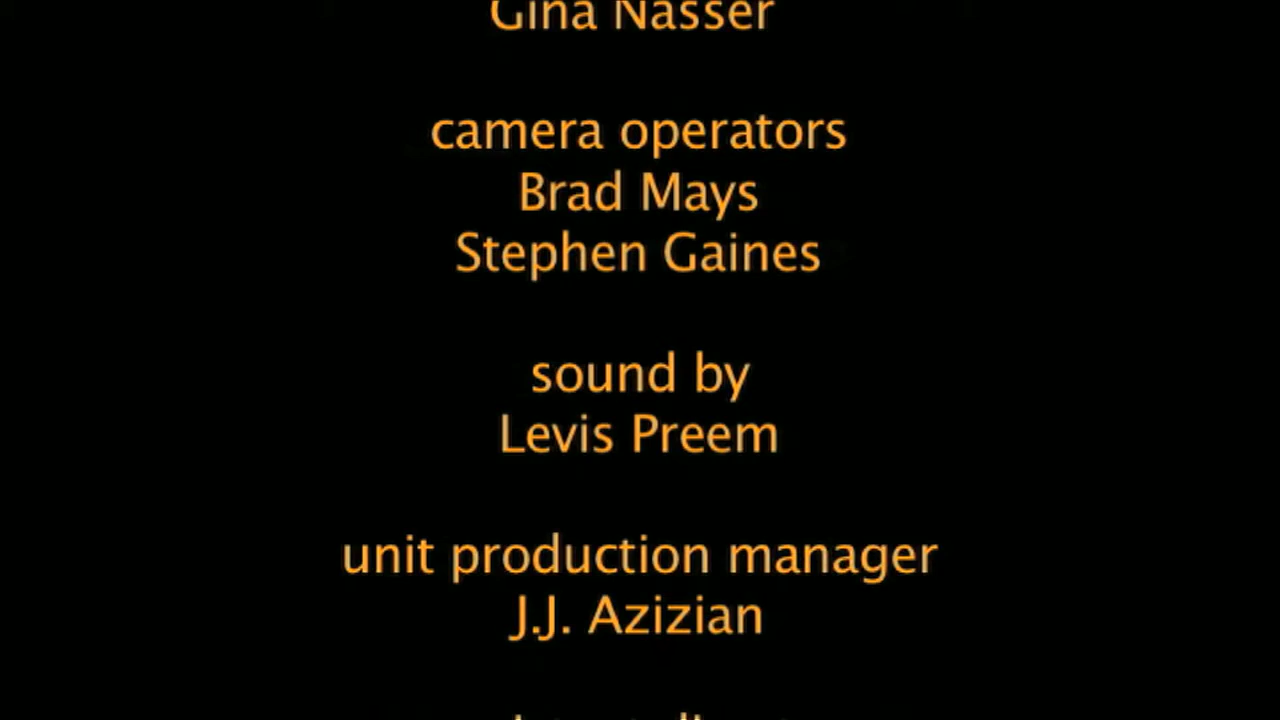 Gina Nasser
camera operators
Brad Mays
Stephen Gaines
sound by
Levis Preem
unit production manager
J.J. Azizian